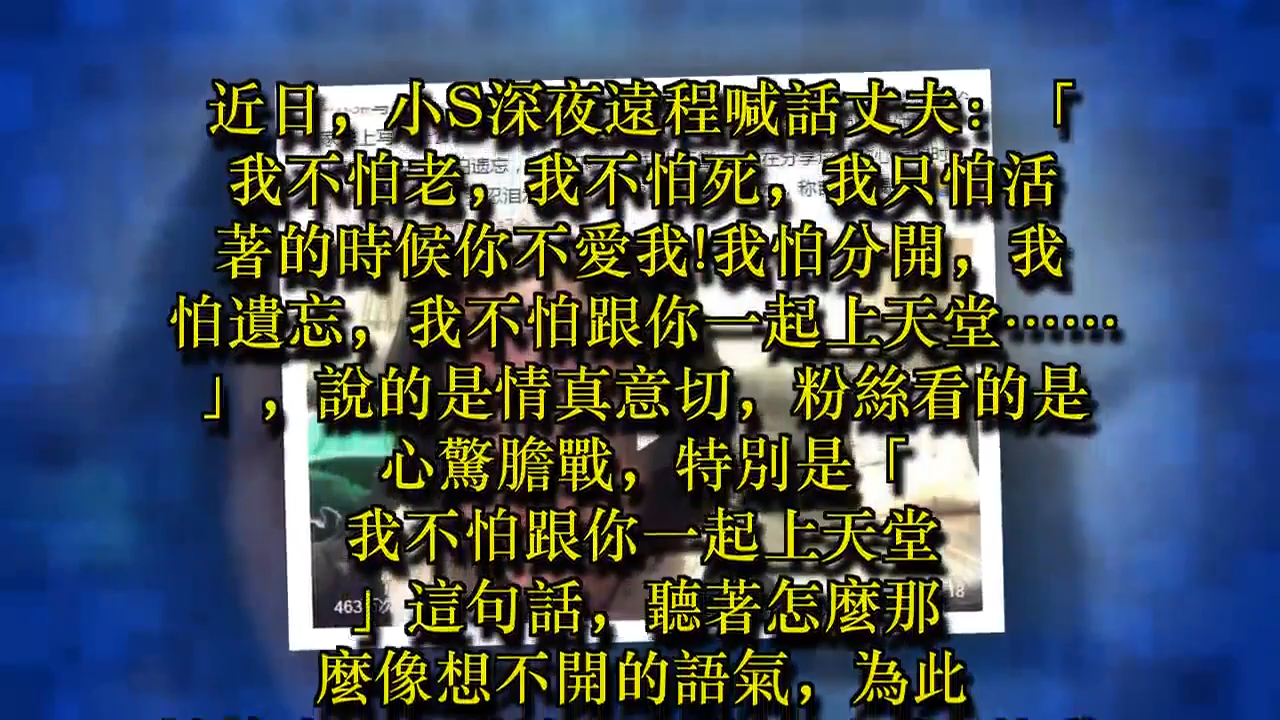 近日，小S深夜遠程喊話丈夫：「
我不怕老，我不怕死，我只怕活
著的時候你不愛我!我怕分開，我
怕遺忘，我不怕跟你一起上天堂……
」，說的是情真意切，粉絲看的是
心驚膽戰，特別是「
我不怕跟你一起上天堂
」這句話，聽著怎麼那
麼像想不開的語氣，為此